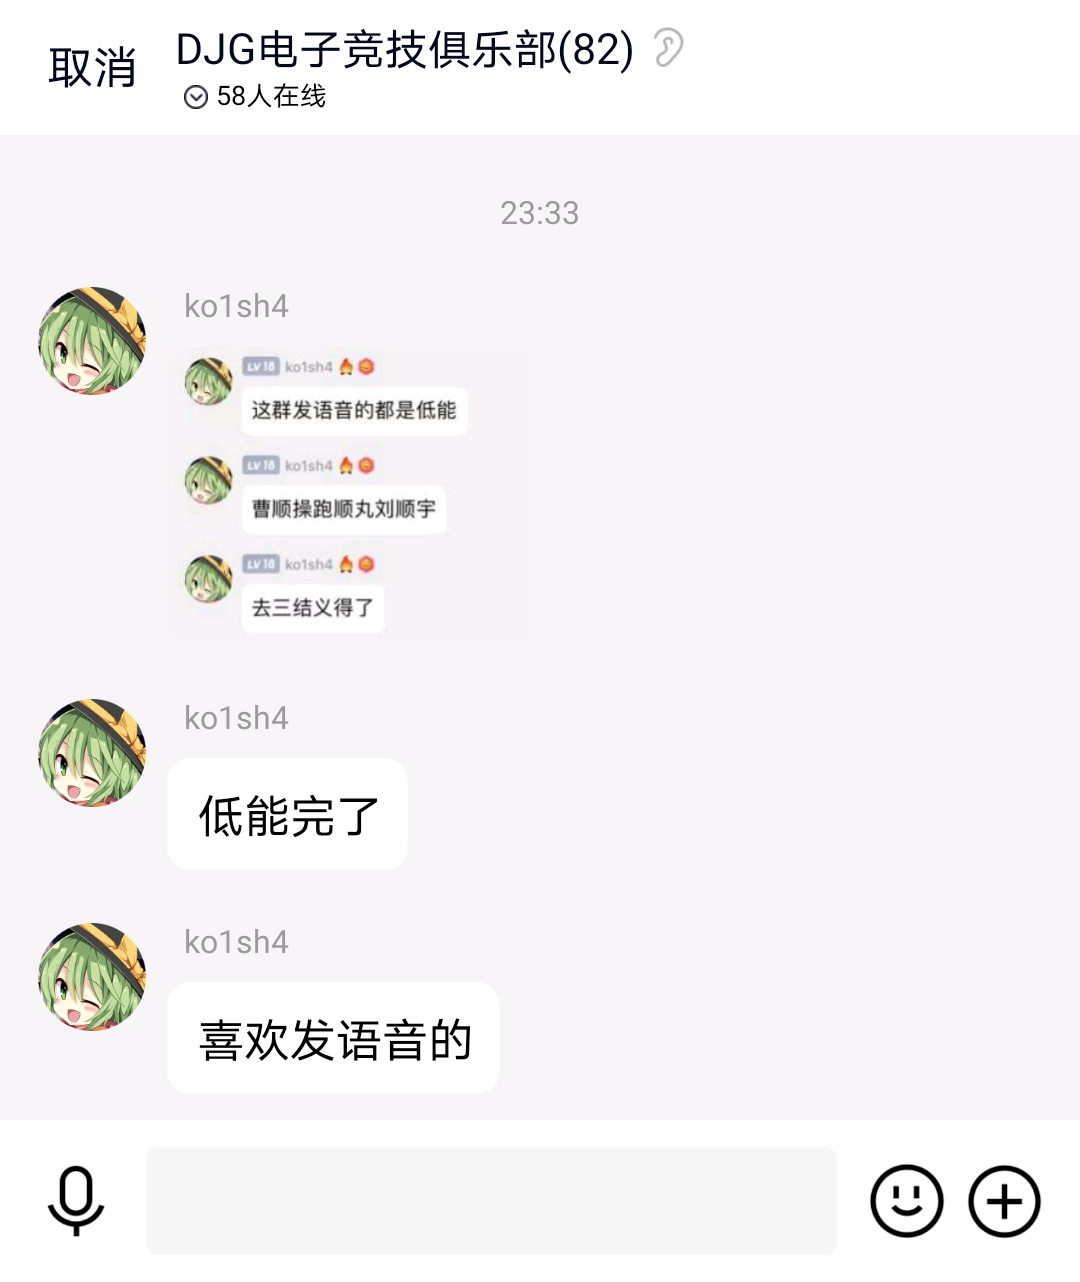 取消
DJG电子竞技俱乐部(82)
58人在线
23:33
ko1sh4
LV18 ko1sh4
这群发语音的都是低能
LV18 ko1sh4
曹顺操跑顺丸刘顺宇
LV18 ko1sh4
去三结义得了
ko1sh4
低能完了
ko1sh4
喜欢发语音的